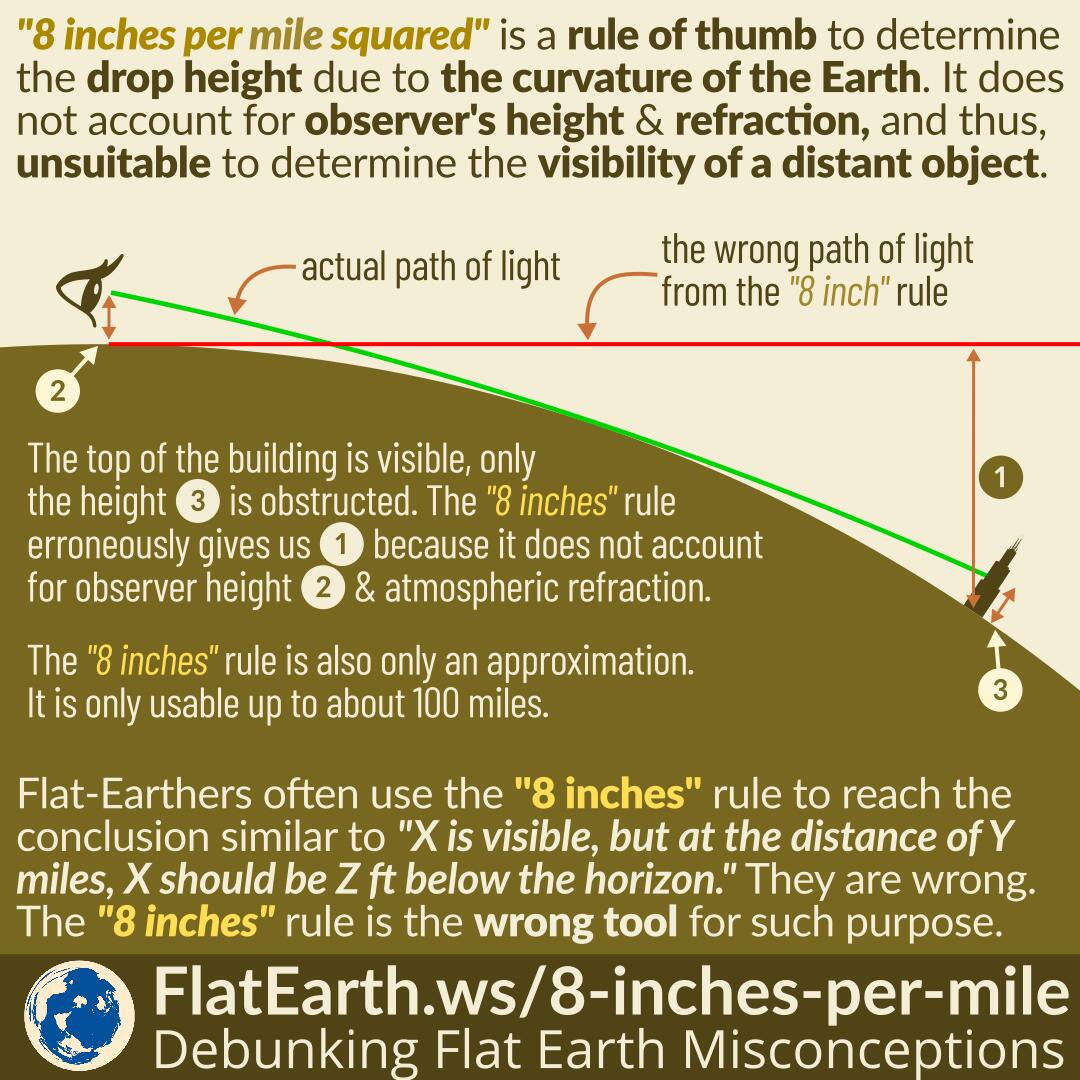 "8 inches per mile squared" is a rule of thumb to determine
the drop height due to the curvature of the Earth. It does
not account for observer's height & refraction, and thus,
unsuitable to determine the visibility of a distant object.
actual path of light
the wrong path of light
from the "8 inch" rule
2
1
The top of the building is visible, only
the height 3 is obstructed. The "8 inches" rule
erroneously gives us 1 because it does not account
for observer height 2 & atmospheric refraction.
The "8 inches" rule is also only an approximation.
It is only usable up to about 100 miles.
3
Flat-Earthers often use the "8 inches" rule to reach the
conclusion similar to "X is visible, but at the distance of Y
miles, X should be Z ft below the horizon." They are wrong.
The "8 inches" rule is the wrong tool for such purpose.
FlatEarth.ws/8-inches-per-mile
Debunking Flat Earth Misconceptions